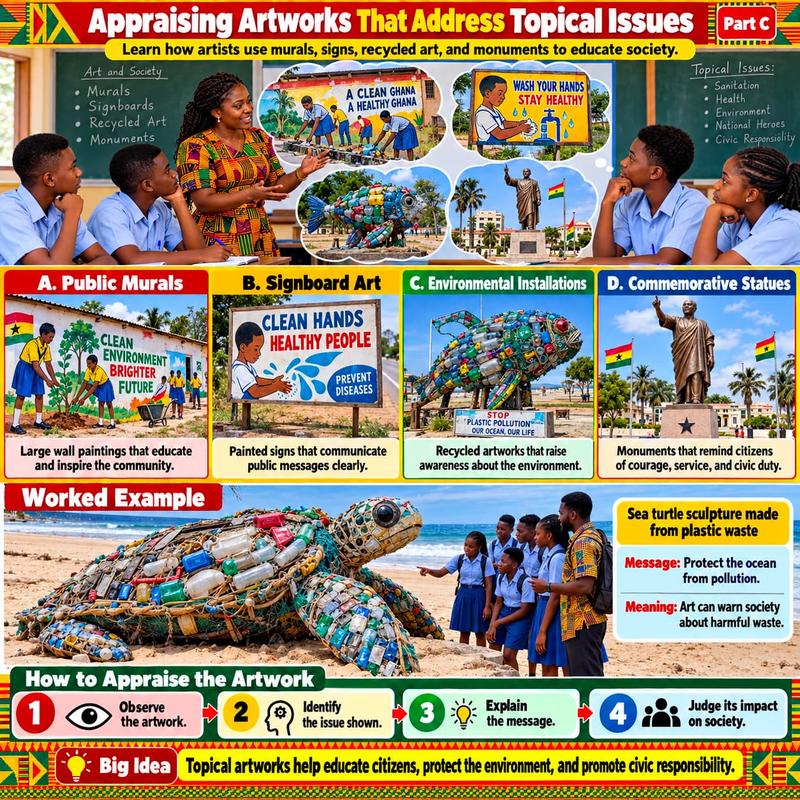 Appraising Artworks That Address Topical Issues
Part C
Learn how artists use murals, signs, recycled art, and monuments to educate society.
Art and Society
• Murals
• Signboards
• Recycled Art
• Monuments
A CLEAN GHANA
A HEALTHY GHANA
WASH YOUR HANDS
STAY HEALTHY
Topical Issues:
• Sanitation
• Health
• Environment
• National Heroes
• Civic Responsibility
A. Public Murals
CLEAN
ENVIRONMENT
BRIGHTER
FUTURE
Large wall paintings that educate
and inspire the community.
B. Signboard Art
CLEAN HANDS
HEALTHY PEOPLE
PREVENT
DISEASES
Painted signs that communicate
public messages clearly.
C. Environmental Installations
STOP
PLASTIC POLLUTION
OUR OCEAN, OUR LIFE
Recycled artworks that raise
awareness about the environment.
D. Commemorative Statues
Monuments that remind citizens
of courage, service, and civic duty.
Worked Example
Sea turtle sculpture made
from plastic waste
Message: Protect the ocean
from pollution.
Meaning: Art can warn society
about harmful waste.
How to Appraise the Artwork
1 Observe
the artwork.
2 Identify
the issue shown.
3 Explain
the message.
4 Judge its impact
on society.
Big Idea
Topical artworks help educate citizens, protect the environment, and promote civic responsibility.